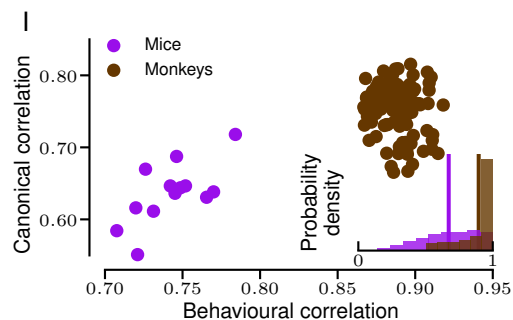 l
Mice
Monkeys
Canonical correlation
0.80
0.70
0.60
Probability
density
0
1
0.70
0.75
0.80
0.85
0.90
0.95
Behavioural correlation